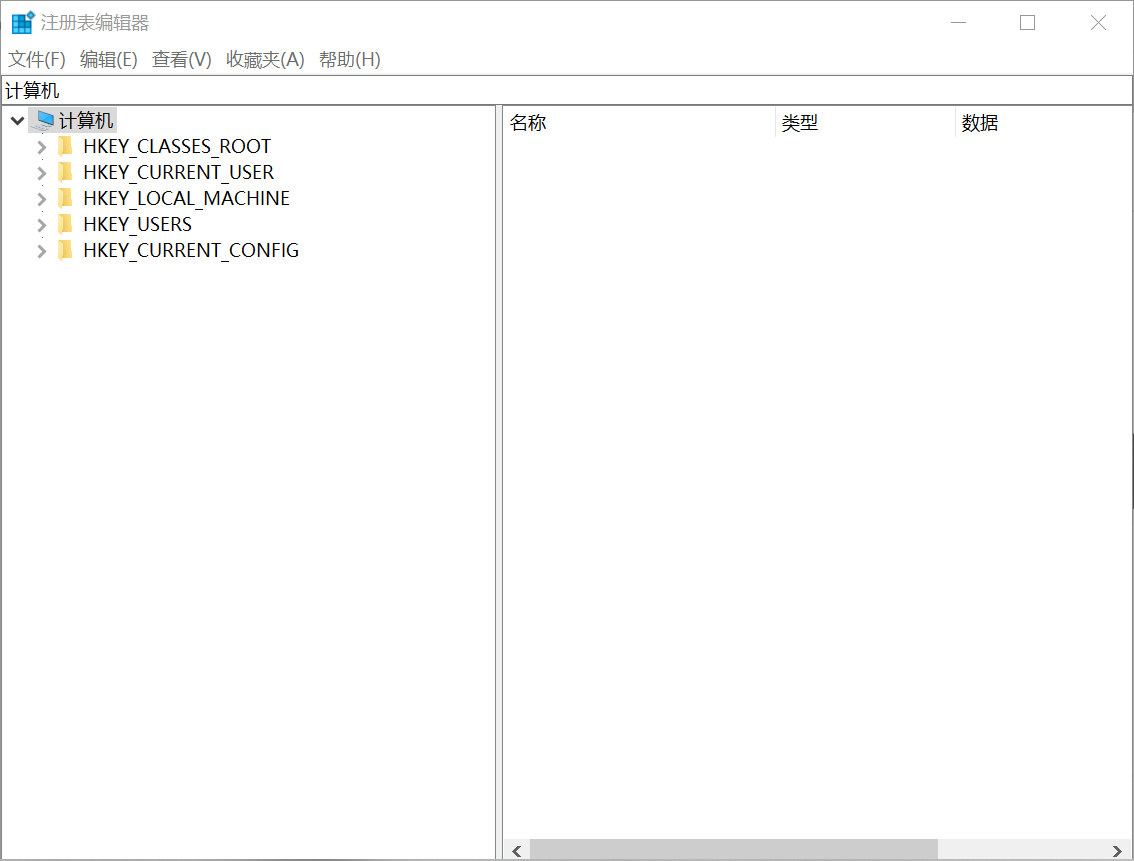 注册表编辑器
文件(F) 编辑(E) 查看(V) 收藏夹(A) 帮助(H)
计算机
计算机
HKEY_CLASSES_ROOT
HKEY_CURRENT_USER
HKEY_LOCAL_MACHINE
HKEY_USERS
HKEY_CURRENT_CONFIG
名称 类型 数据